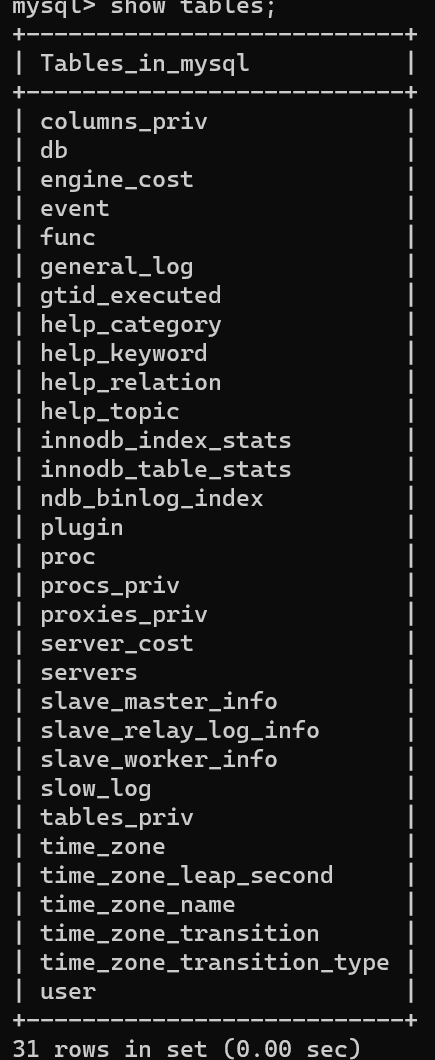 mysql> show tables;
+---------------------------+
| Tables_in_mysql           |
+---------------------------+
| columns_priv              |
| db                        |
| engine_cost               |
| event                     |
| func                      |
| general_log               |
| gtid_executed             |
| help_category             |
| help_keyword              |
| help_relation             |
| help_topic                |
| innodb_index_stats        |
| innodb_table_stats        |
| ndb_binlog_index          |
| plugin                    |
| proc                      |
| procs_priv                |
| proxies_priv              |
| server_cost               |
| servers                   |
| slave_master_info         |
| slave_relay_log_info      |
| slave_worker_info         |
| slow_log                  |
| tables_priv               |
| time_zone                 |
| time_zone_leap_second     |
| time_zone_name            |
| time_zone_transition      |
| time_zone_transition_type |
| user                      |
+---------------------------+
31 rows in set (0.00 sec)